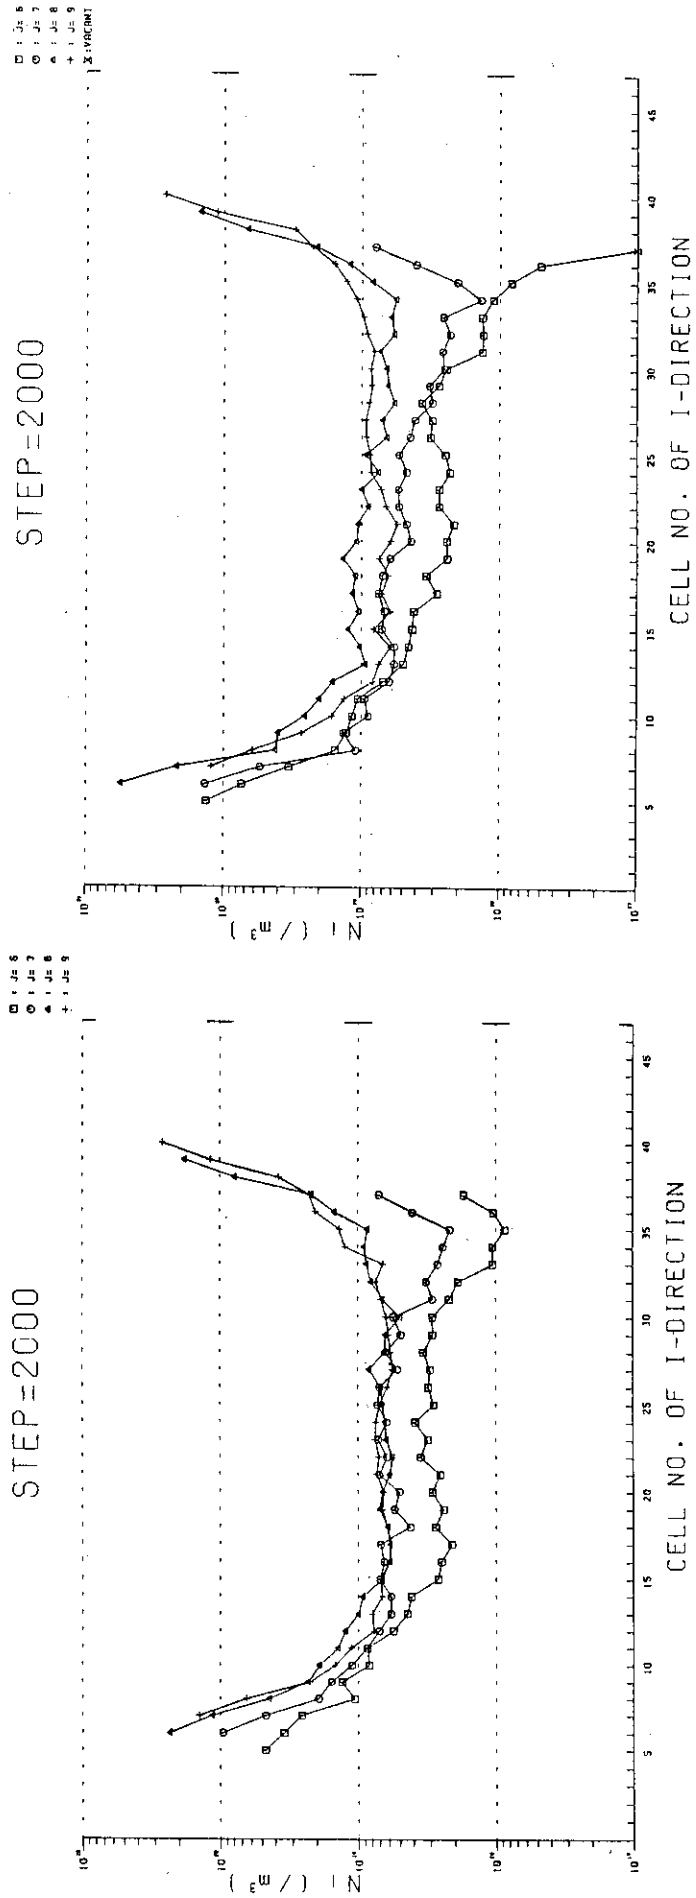 □ : J= 6
○ : J= 7
▲ : J= 8
+ : J= 9
X:VACANT
STEP=2000
N I ( / m³ )
5
10
15
20
25
30
35
40
45
CELL NO. OF I-DIRECTION
□ : J= 6
○ : J= 7
▲ : J= 8
+ : J= 9
STEP=2000
N I ( / m³ )
5
10
15
20
25
30
35
40
45
CELL NO. OF I-DIRECTION